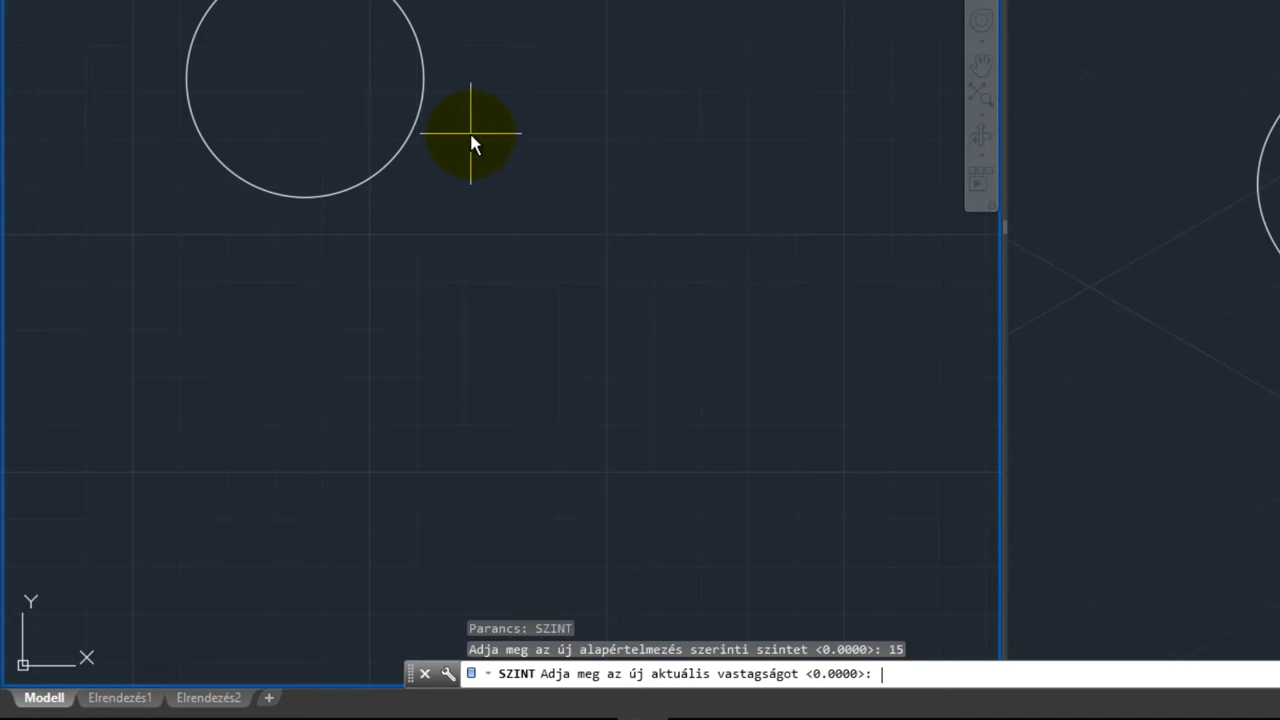 Y
X
Parancs: SZINT
Adja meg az új alapértelmezés szerinti szintet <0.0000>: 15
SZINT Adja meg az új aktuális vastagságot <0.0000>:
Modell Elrendezés1 Elrendezés2 +